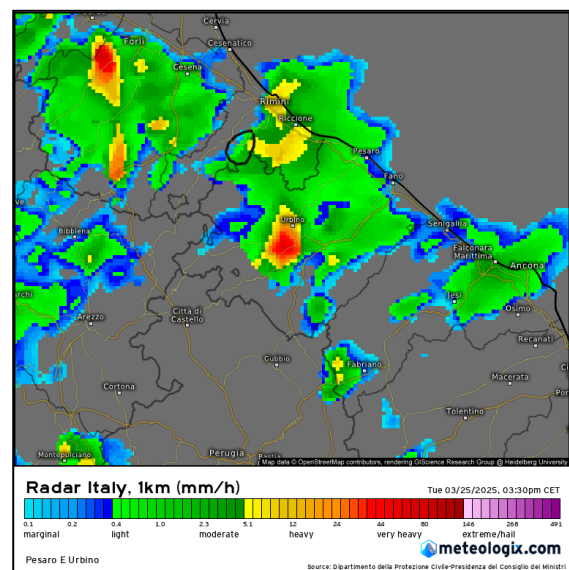 Cervia
Cesenatico
Forlì
Cesena
Rimini
Riccione
Pesaro
Fano
Urbino
Senigallia
Bibbiena
Falconara
Marittima
Ancona
Jesi
Osimo
Arezzo
Città di
Castello
Recanati
Gubbio
Fabriano
Macerata
Cortona
Tolentino
Montepulciano
Perugia
Bastia
Map data © OpenStreetMap contributors, rendering GIScience Research Group @ Heidelberg University
Radar Italy, 1km (mm/h)
Tue 03/25/2025, 03:30pm CET
0.1 0.2 0.4 1.0 2.3 5.1 12 24 44 80 146 268 491
marginal light moderate heavy very heavy extreme/hail
meteologix.com
Pesaro E Urbino
Source: Dipartimento della Protezione Civile-Presidenza del Consiglio dei Ministri